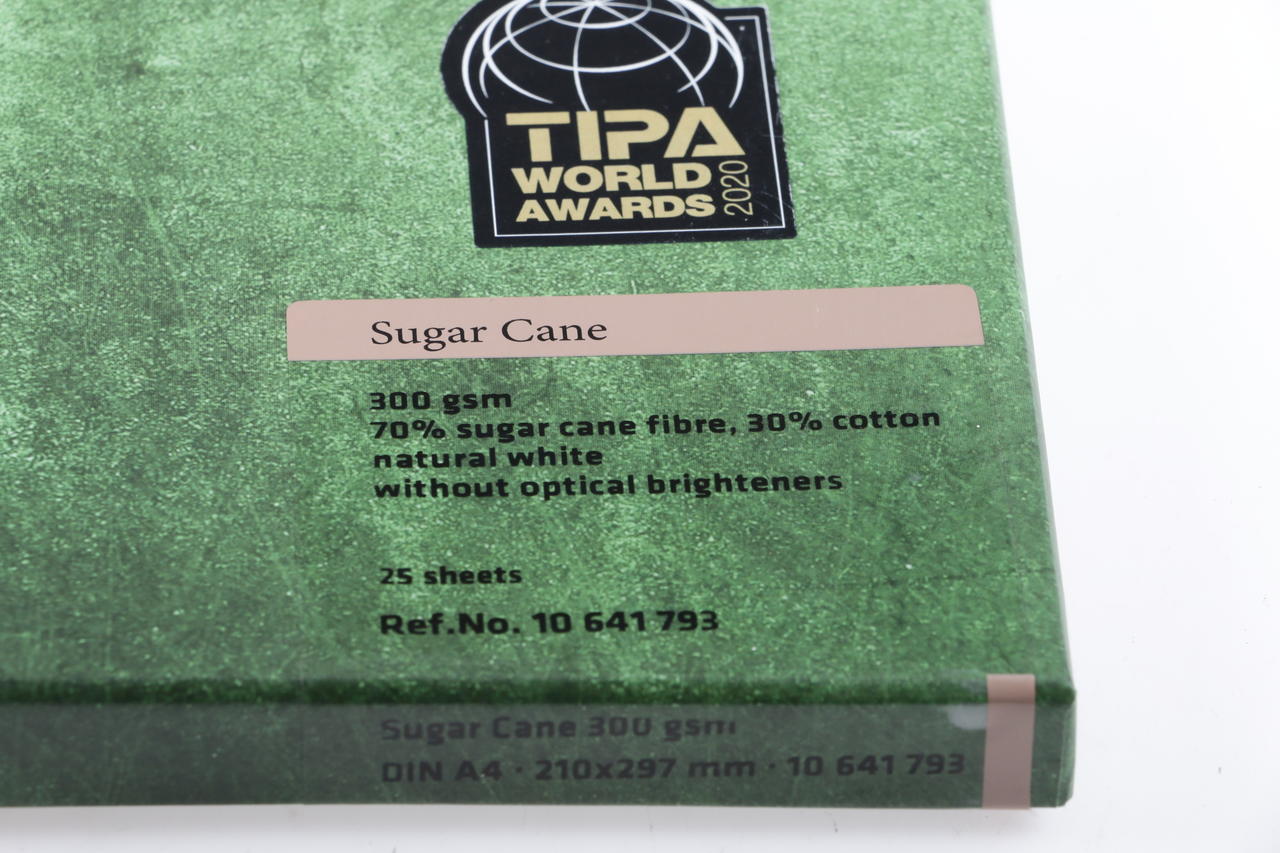 TIPA
WORLD
AWARDS 2020
Sugar Cane
300 gsm
70% sugar cane fibre, 30% cotton
natural white
without optical brighteners
25 sheets
Ref.No. 10 641 793
Sugar Cane 300 gsm
DIN A4 · 210x297 mm · 10 641 793